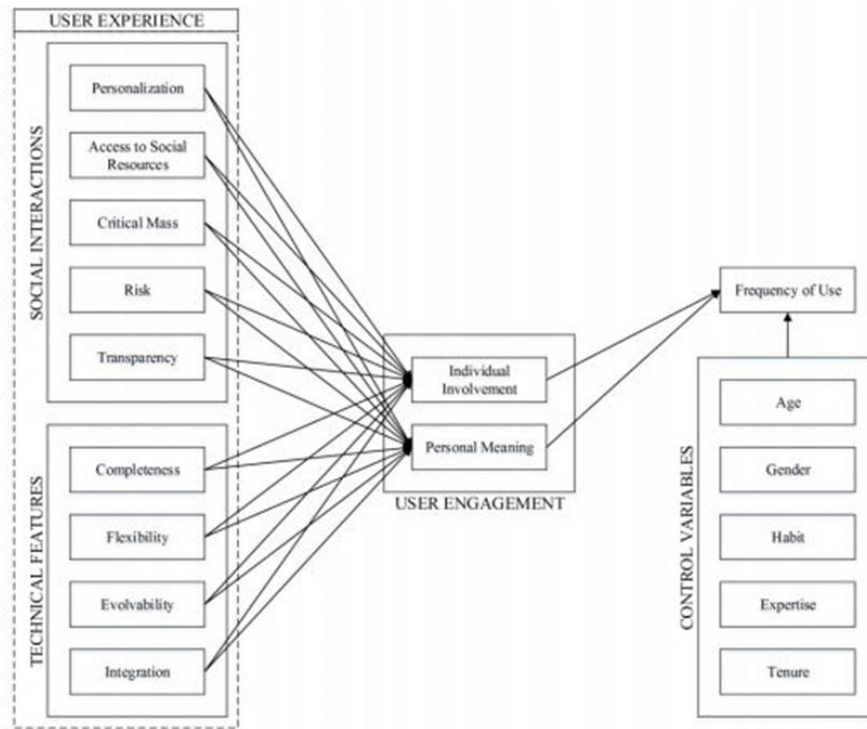 USER EXPERIENCE
SOCIAL INTERACTIONS
Personalization
Access to Social
Resources
Critical Mass
Risk
Transparency
TECHNICAL FEATURES
Completeness
Flexibility
Evolvability
Integration
Individual
Involvement
Personal Meaning
USER ENGAGEMENT
Frequency of Use
CONTROL VARIABLES
Age
Gender
Habit
Expertise
Tenure